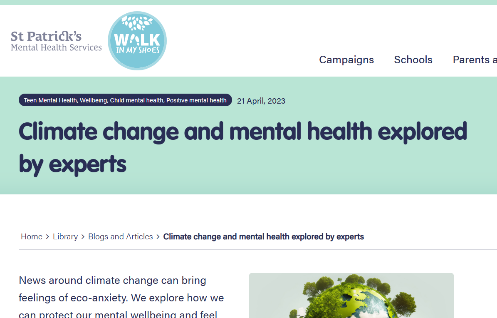 St Patrick's
Mental Health Services
WALK
IN MY SHOES
Campaigns Schools Parents a
Teen Mental Health, Wellbeing, Child mental health, Positive mental health 21 April, 2023
Climate change and mental health explored
by experts
Home > Library > Blogs and Articles > Climate change and mental health explored by experts
News around climate change can bring
feelings of eco-anxiety. We explore how we
can protect our mental wellbeing and feel